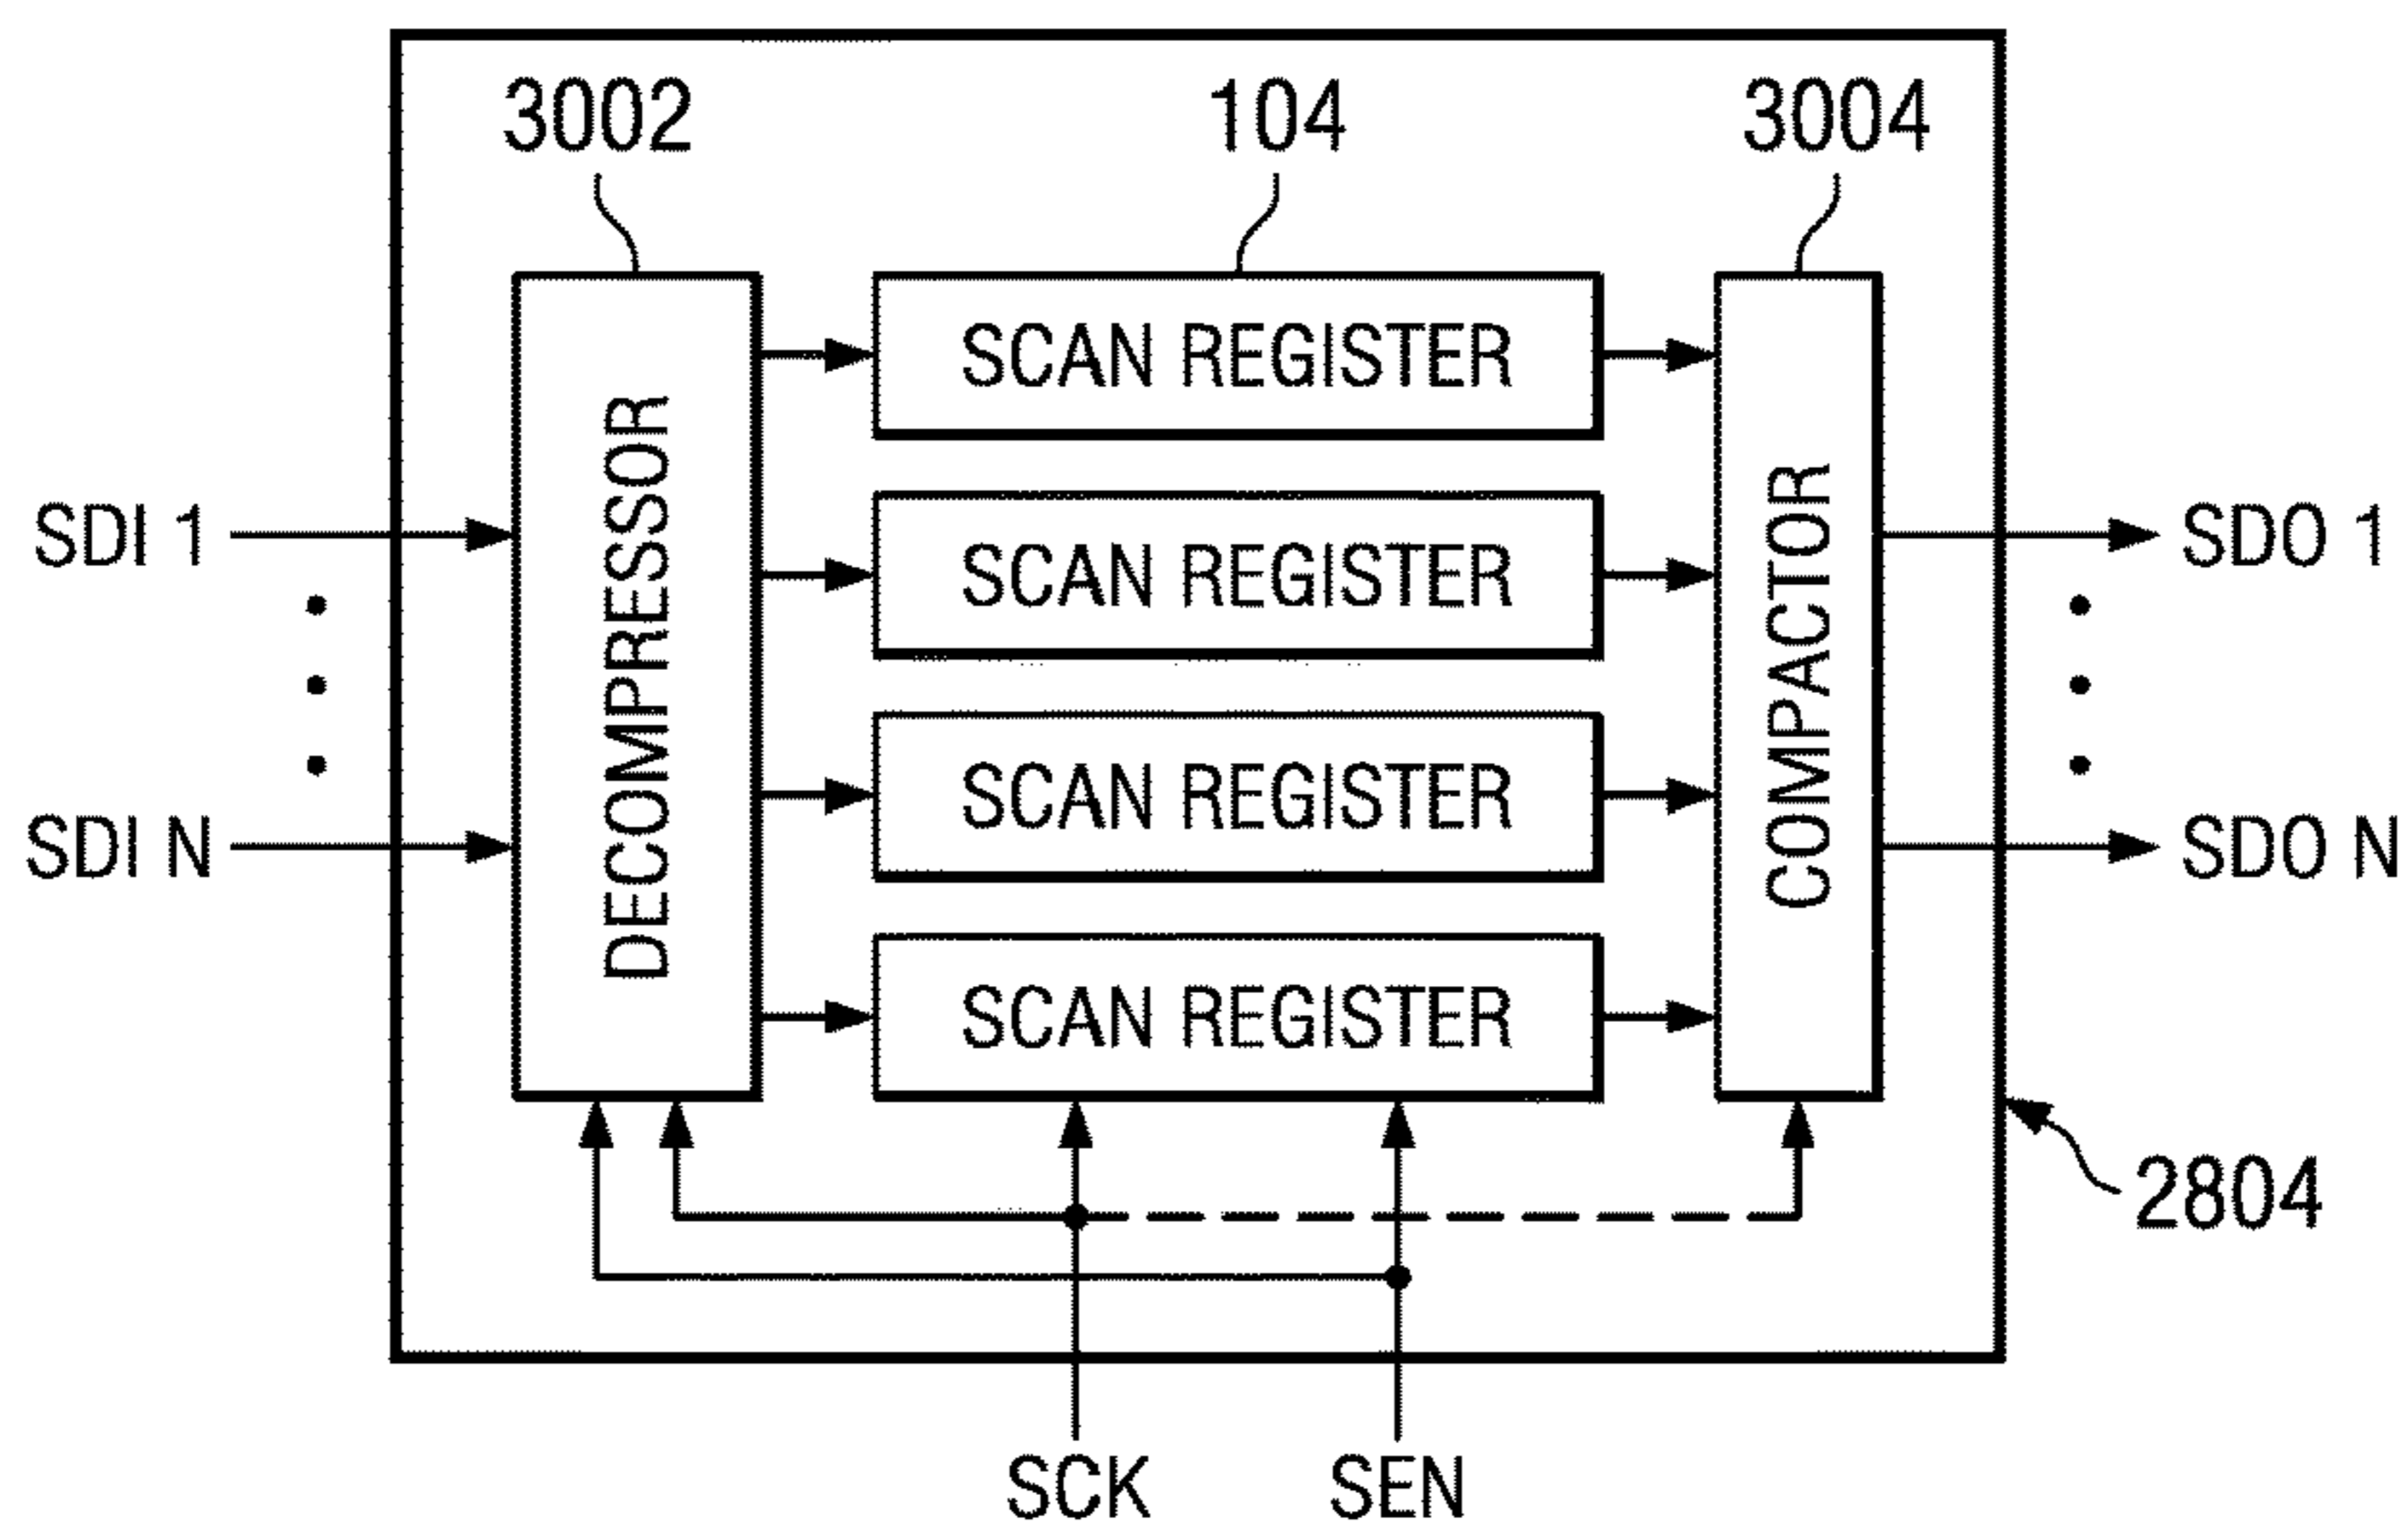 3002
104
3004
SCAN REGISTER
SCAN REGISTER
SCAN REGISTER
SCAN REGISTER
DECOMPRESSOR
COMPACTOR
SDI 1
SDI N
SDO 1
SDO N
2804
SCK
SEN